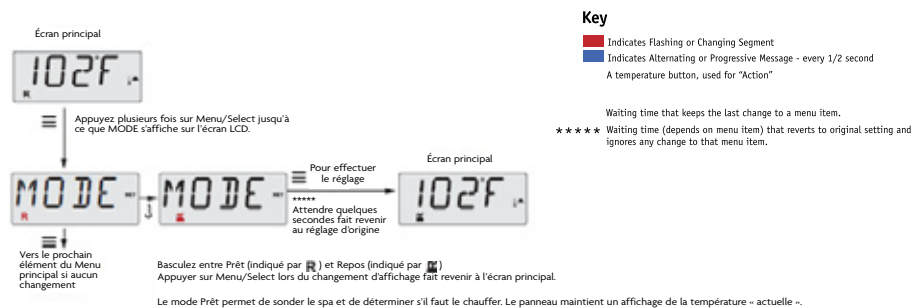 Key
Écran principal
Indicates Flashing or Changing Segment
Indicates Alternating or Progressive Message - every 1/2 second
102°F
R
A temperature button, used for "Action"
Appuyez plusieurs fois sur Menu/Select jusqu'à
ce que MODE s'affiche sur l'écran LCD.
Waiting time that keeps the last change to a menu item.
***** Waiting time (depends on menu item) that reverts to original setting and
ignores any change to that menu item.
MODE
R
MODE
Pour effectuer
le réglage
*****
Attendre quelques
secondes fait revenir
au réglage d'origine
Écran principal
102°F
Vers le prochain
élément du Menu
principal si aucun
changement
Basculez entre Prêt (indiqué par R ) et Repos (indiqué par )
Appuyer sur Menu/Select lors du changement d'affichage fait revenir à l'écran principal.
Le mode Prêt permet de sonder le spa et de déterminer s'il faut le chauffer. Le panneau maintient un affichage de la température « actuelle ».